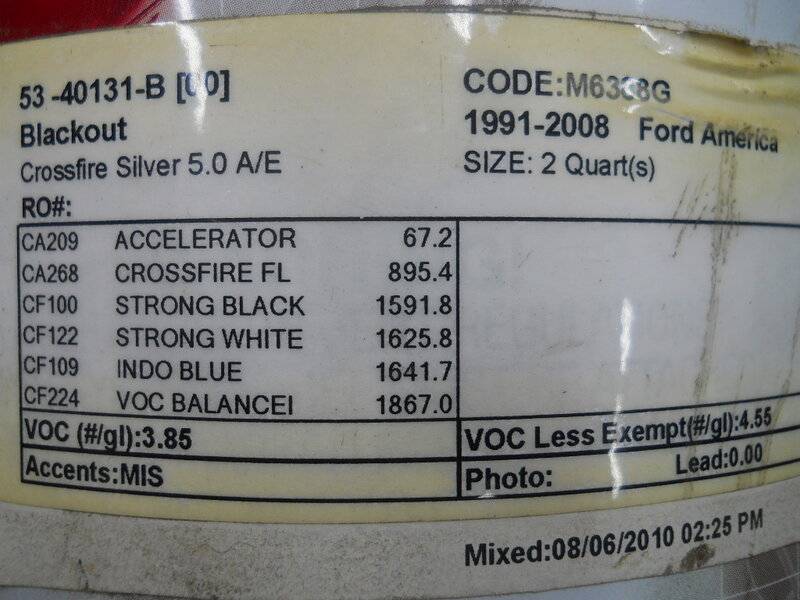 53 -40131-B [00] CODE:M6338G
Blackout 1991-2008 Ford America
Crossfire Silver 5.0 A/E SIZE: 2 Quart(s)
RO#:
CA209 ACCELERATOR 67.2
CA268 CROSSFIRE FL 895.4
CF100 STRONG BLACK 1591.8
CF122 STRONG WHITE 1625.8
CF109 INDO BLUE 1641.7
CF224 VOC BALANCEI 1867.0
VOC (#/gl):3.85 VOC Less Exempt(#/gl):4.55
Accents:MIS Photo: Lead:0.00
Mixed:08/06/2010 02:25 PM